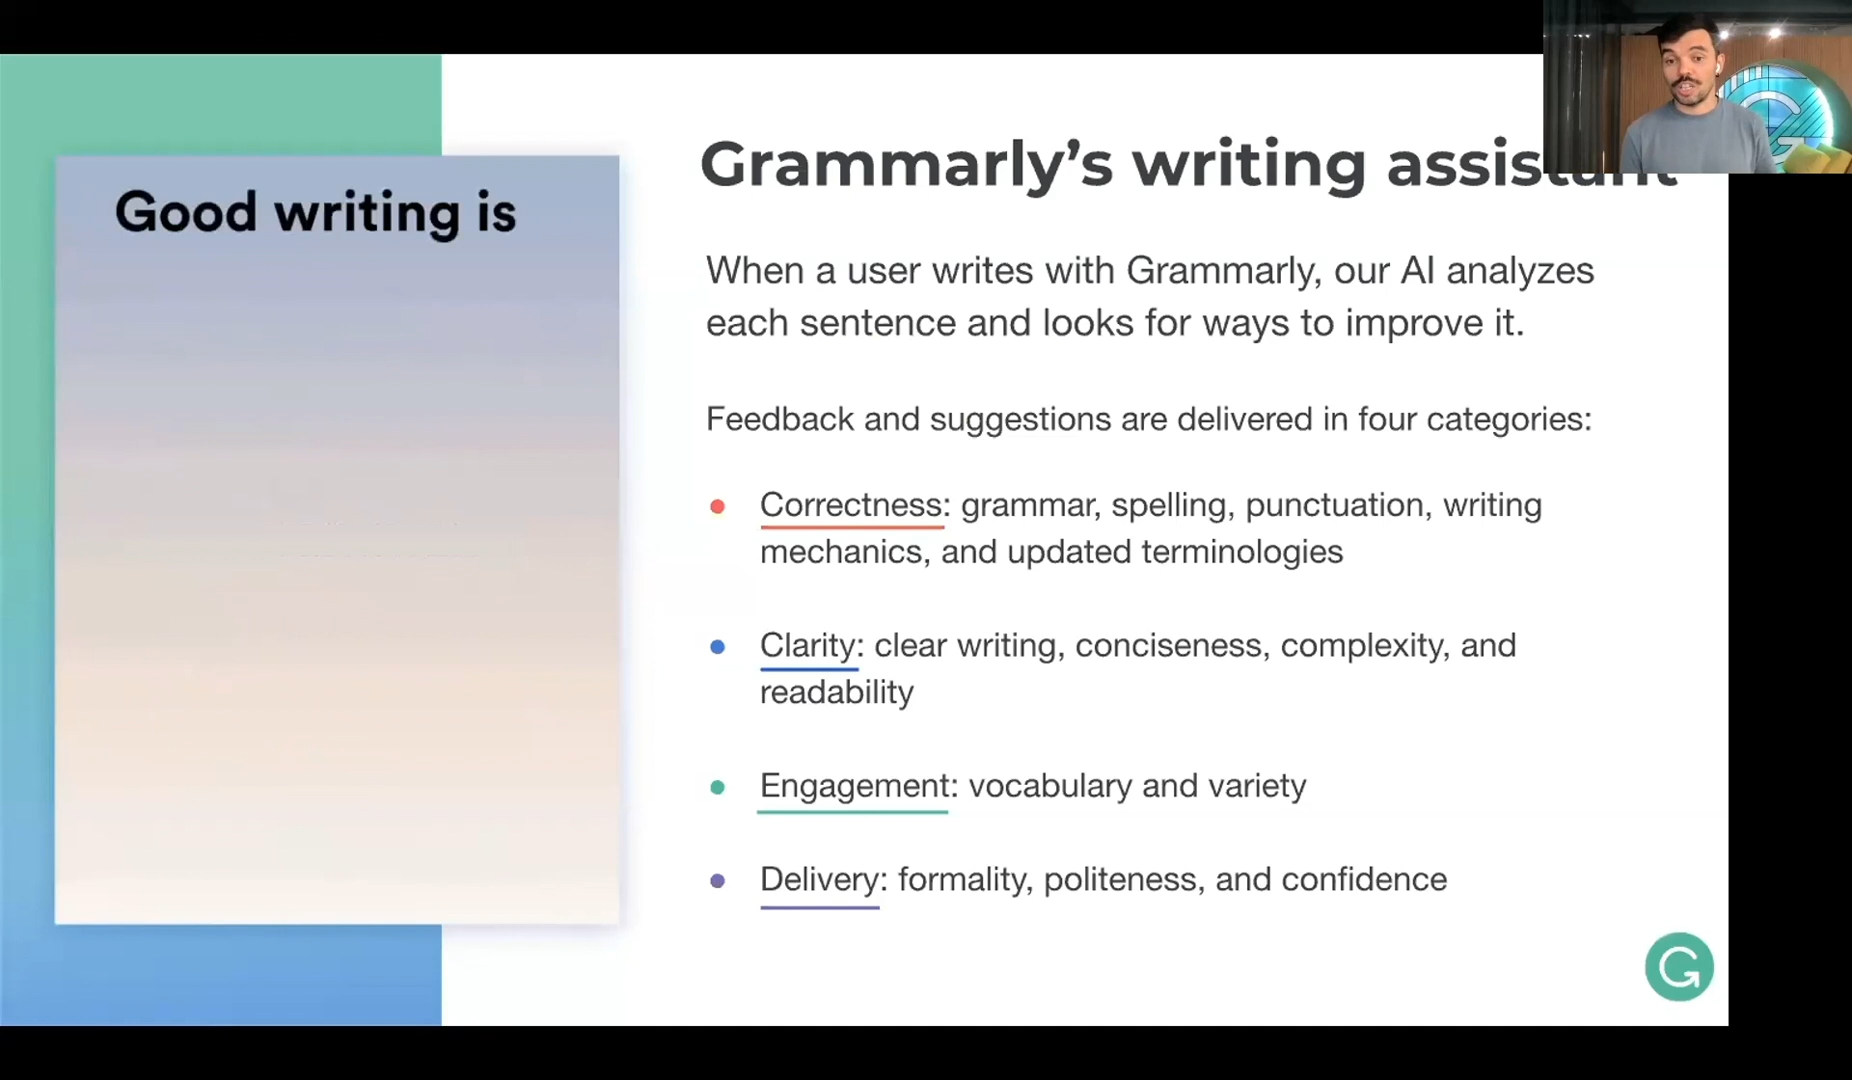 Good writing is
Grammarly’s writing assistant
When a user writes with Grammarly, our AI analyzes
each sentence and looks for ways to improve it.
Feedback and suggestions are delivered in four categories:
Correctness: grammar, spelling, punctuation, writing
mechanics, and updated terminologies
Clarity: clear writing, conciseness, complexity, and
readability
Engagement: vocabulary and variety
Delivery: formality, politeness, and confidence